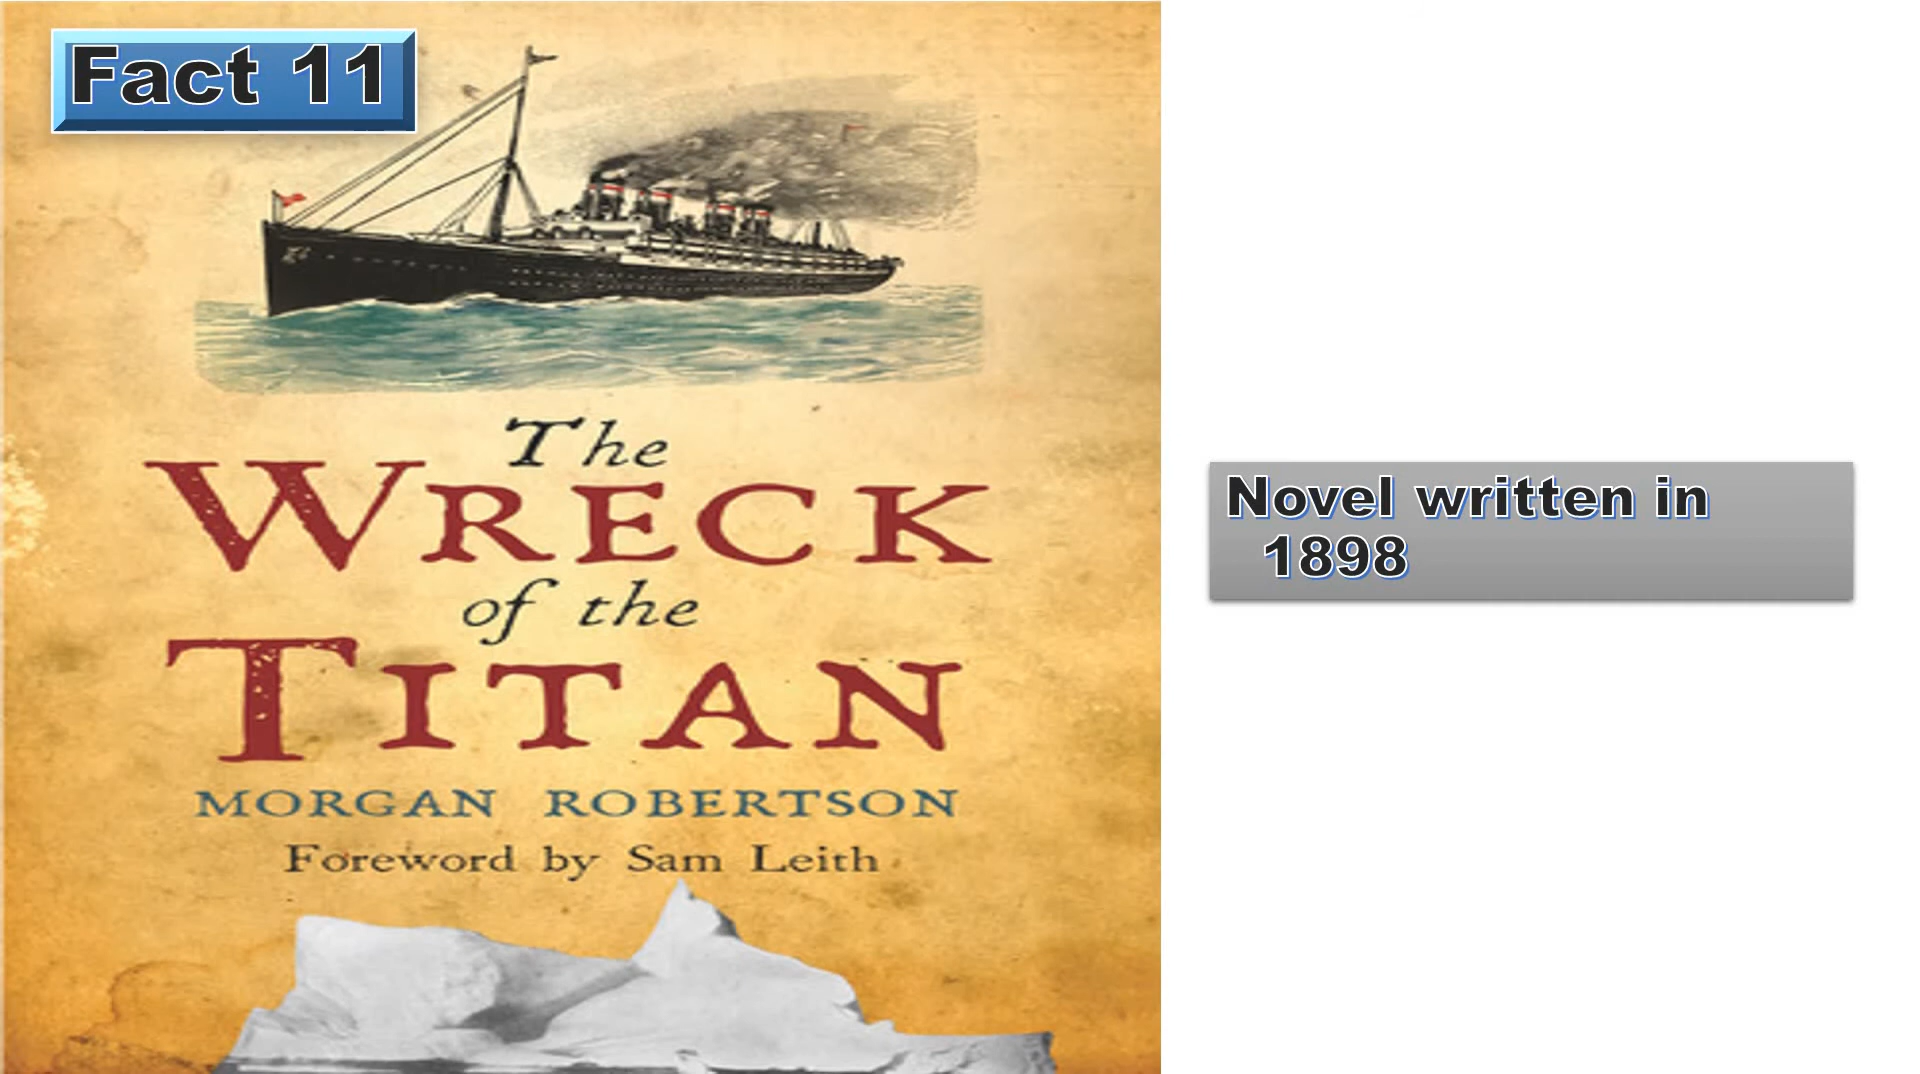 Fact 11
The
WRECK
of the
TITAN
MORGAN ROBERTSON
Foreword by Sam Leith
Novel written in
1898